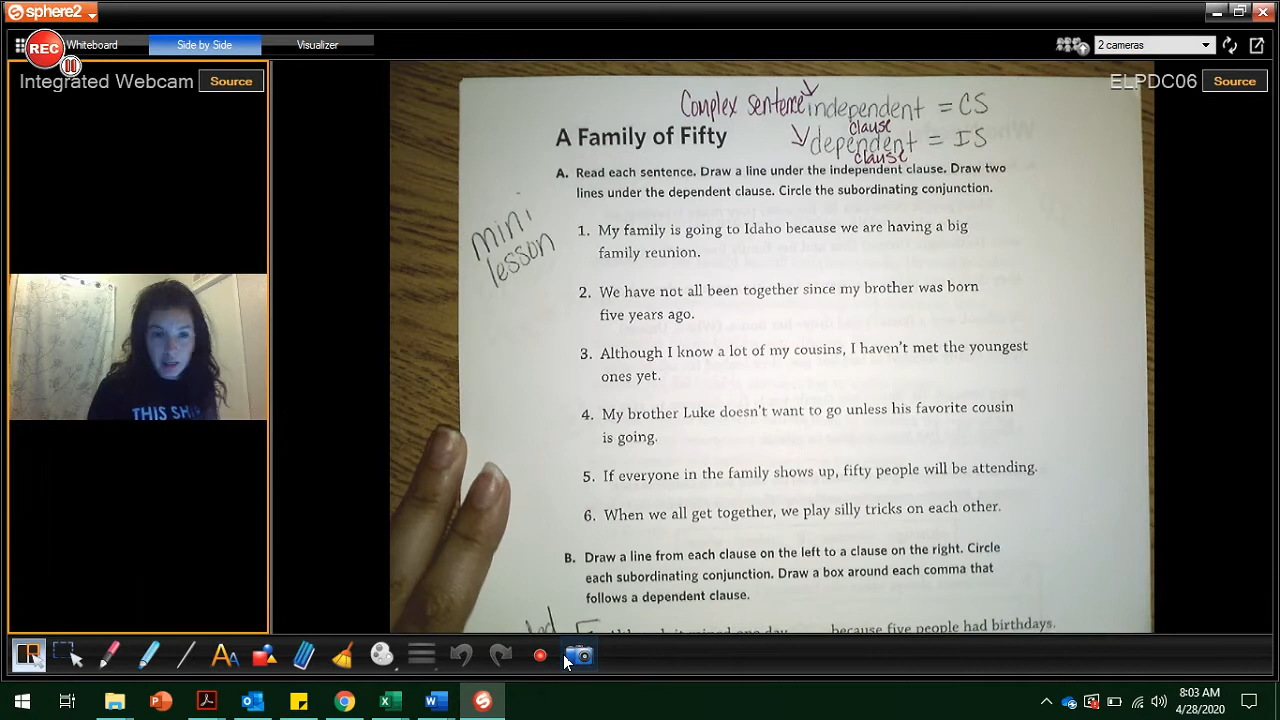 sphere2
REC
Whiteboard
Side by Side
Visualizer
2 cameras
Integrated Webcam
Source
ELPDC06
Source
Complex sentence independent = CS
clause
A Family of Fifty
dependent = IS
clause
A. Read each sentence. Draw a line under the independent clause. Draw two
lines under the dependent clause. Circle the subordinating conjunction.
mini
lesson
1. My family is going to Idaho because we are having a big
family reunion.
2. We have not all been together since my brother was born
five years ago.
3. Although I know a lot of my cousins, I haven't met the youngest
ones yet.
4. My brother Luke doesn't want to go unless his favorite cousin
is going.
5. If everyone in the family shows up, fifty people will be attending.
6. When we all get together, we play silly tricks on each other.
B. Draw a line from each clause on the left to a clause on the right. Circle
each subordinating conjunction. Draw a box around each comma that
follows a dependent clause.
because five people had birthdays.
THIS
8:03 AM
4/28/2020